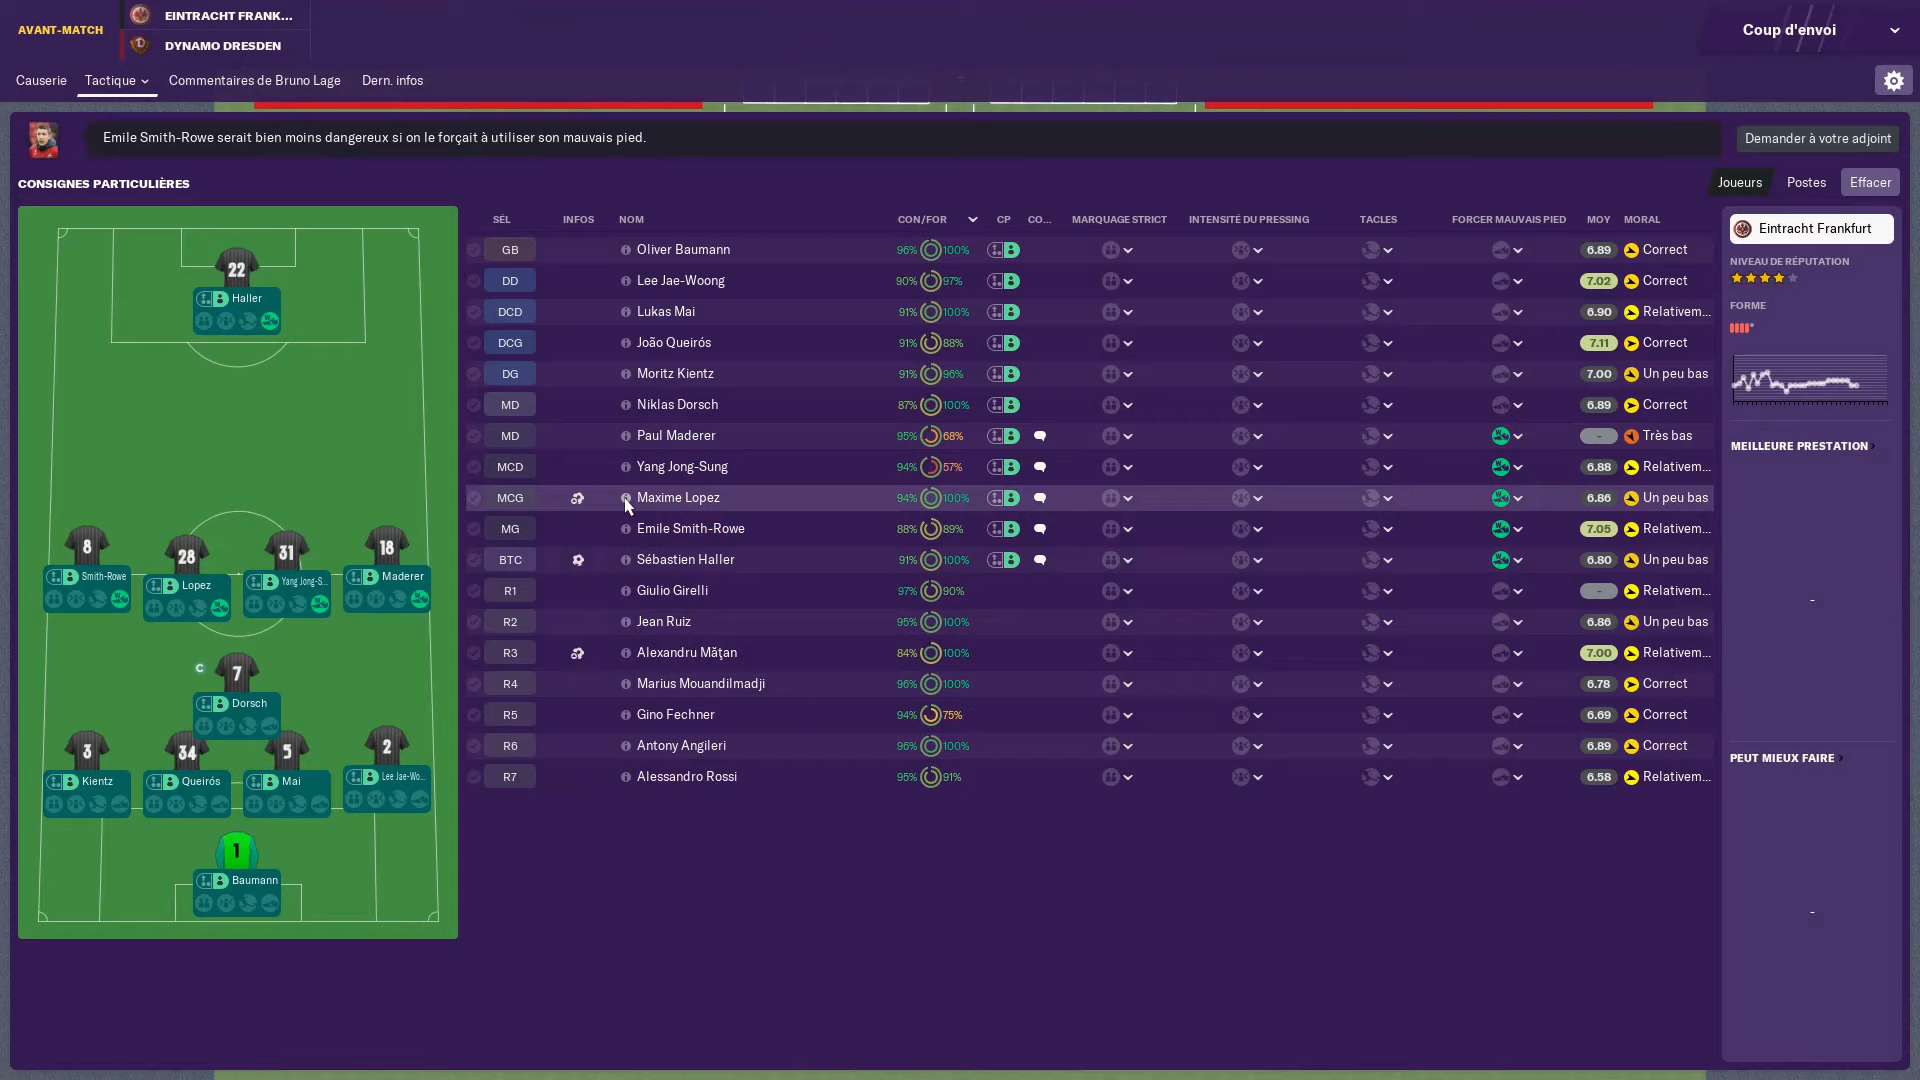 AVANT-MATCH
EINTRACHT FRANK...
DYNAMO DRESDEN
Coup d'envoi
Causerie Tactique Commentaires de Bruno Lage Dern. infos
Emile Smith-Rowe serait bien moins dangereux si on le forçait à utiliser son mauvais pied.
Demander à votre adjoint
CONSIGNES PARTICULIÈRES
Joueurs Postes Effacer
22
Haller
8 28 31 18
Smith-Rowe Lopez Yang Jong-S... Maderer
C 7
Dorsch
3 34 5 2
Kientz Queirós Mai Lee Jae-Wo...
1
Baumann
SÉL INFOS NOM CON/FOR CP CO... MARQUAGE STRICT INTENSITÉ DU PRESSING TACLES FORCER MAUVAIS PIED MOY MORAL
GB Oliver Baumann 96% 100% 6.89 Correct
DD Lee Jae-Woong 90% 97% 7.02 Correct
DCD Lukas Mai 91% 100% 6.90 Relativem...
DCG João Queirós 91% 88% 7.11 Correct
DG Moritz Kientz 91% 96% 7.00 Un peu bas
MD Niklas Dorsch 87% 100% 6.89 Correct
MD Paul Maderer 95% 68% - Très bas
MCD Yang Jong-Sung 94% 57% 6.88 Relativem...
MCG Maxime Lopez 94% 100% 6.86 Un peu bas
MG Emile Smith-Rowe 88% 89% 7.05 Relativem...
BTC Sébastien Haller 91% 100% 6.80 Un peu bas
R1 Giulio Girelli 97% 90% - Relativem...
R2 Jean Ruiz 95% 100% 6.86 Un peu bas
R3 Alexandru Măţan 84% 100% 7.00 Relativem...
R4 Marius Mouandilmadji 96% 100% 6.78 Correct
R5 Gino Fechner 94% 75% 6.69 Correct
R6 Antony Angileri 96% 100% 6.89 Correct
R7 Alessandro Rossi 95% 91% 6.58 Relativem...
Eintracht Frankfurt
NIVEAU DE RÉPUTATION
FORME
MEILLEURE PRESTATION
-
PEUT MIEUX FAIRE
-